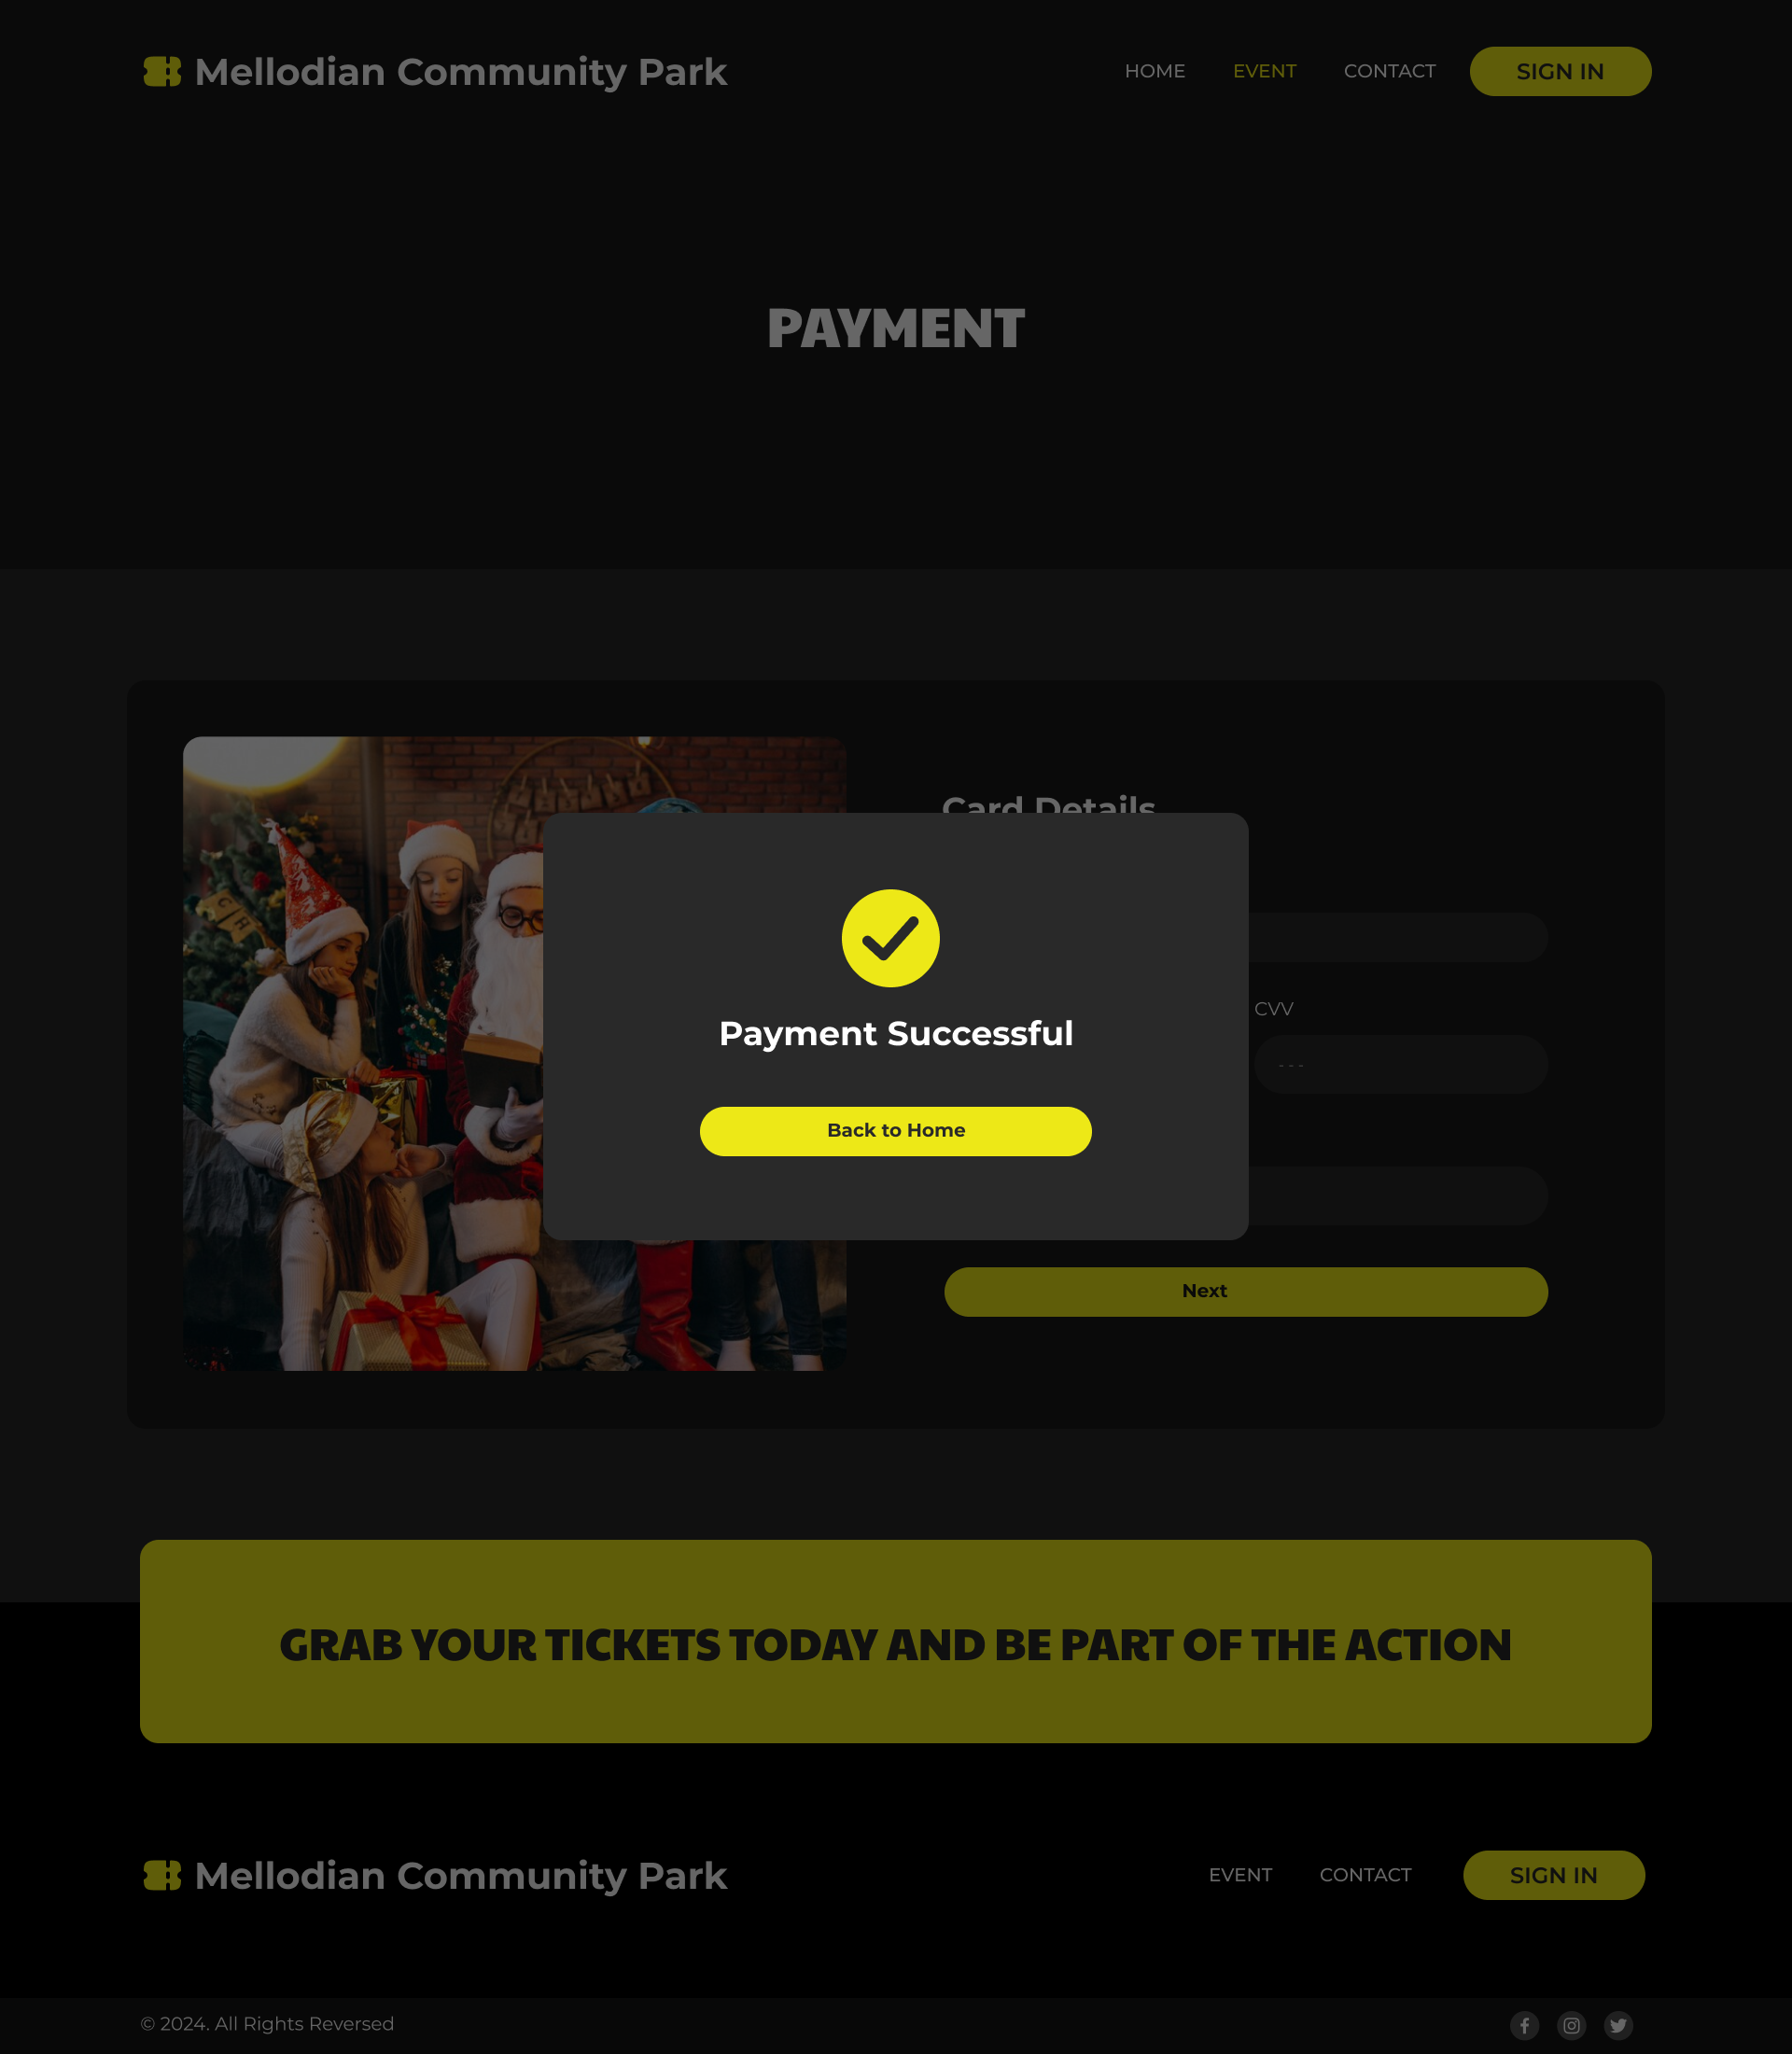 Mellodian Community Park
HOME EVENT CONTACT SIGN IN
PAYMENT
Card Details
CVV
- - -
Payment Successful
Back to Home
Next
GRAB YOUR TICKETS TODAY AND BE PART OF THE ACTION
Mellodian Community Park
EVENT CONTACT SIGN IN
© 2024. All Rights Reversed